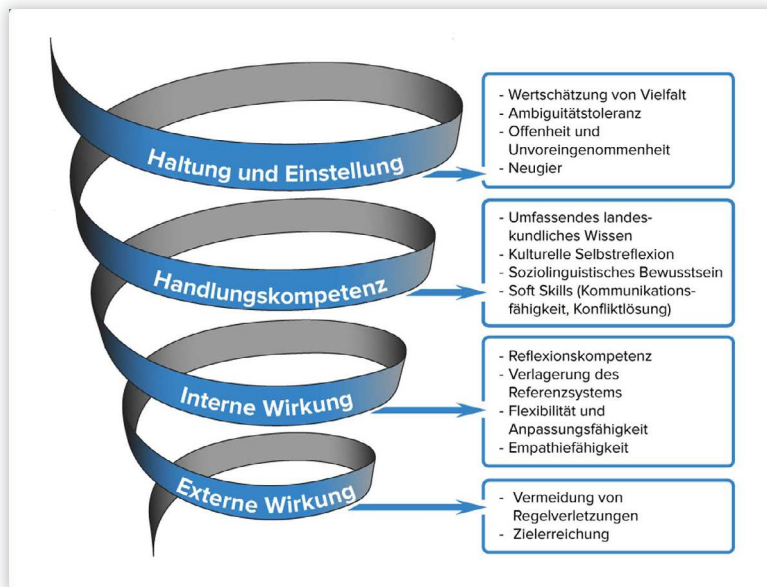 Haltung und Einstellung
- Wertschätzung von Vielfalt
- Ambiguitätstoleranz
- Offenheit und
Unvoreingenommenheit
- Neugier
Handlungskompetenz
- Umfassendes landes-
kundliches Wissen
- Kulturelle Selbstreflexion
- Soziolinguistisches Bewusstsein
- Soft Skills (Kommunikations-
fähigkeit, Konfliktlösung)
Interne Wirkung
- Reflexionskompetenz
- Verlagerung des
Referenzsystems
- Flexibilität und
Anpassungsfähigkeit
- Empathiefähigkeit
Externe Wirkung
- Vermeidung von
Regelverletzungen
- Zielerreichung